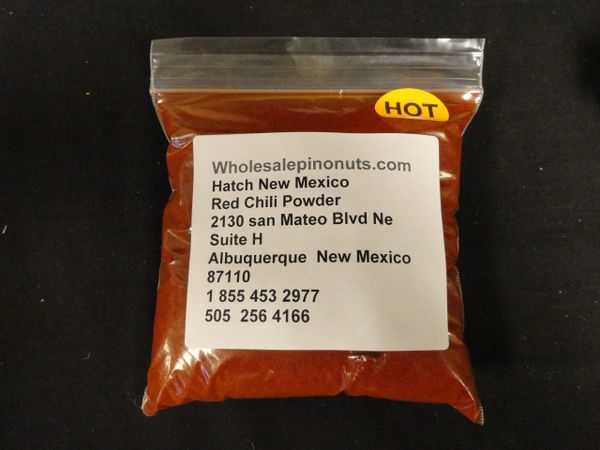 HOT
Wholesalepinonuts.com
Hatch New Mexico
Red Chili Powder
2130 san Mateo Blvd Ne
Suite H
Albuquerque New Mexico
87110
1 855 453 2977
505 256 4166